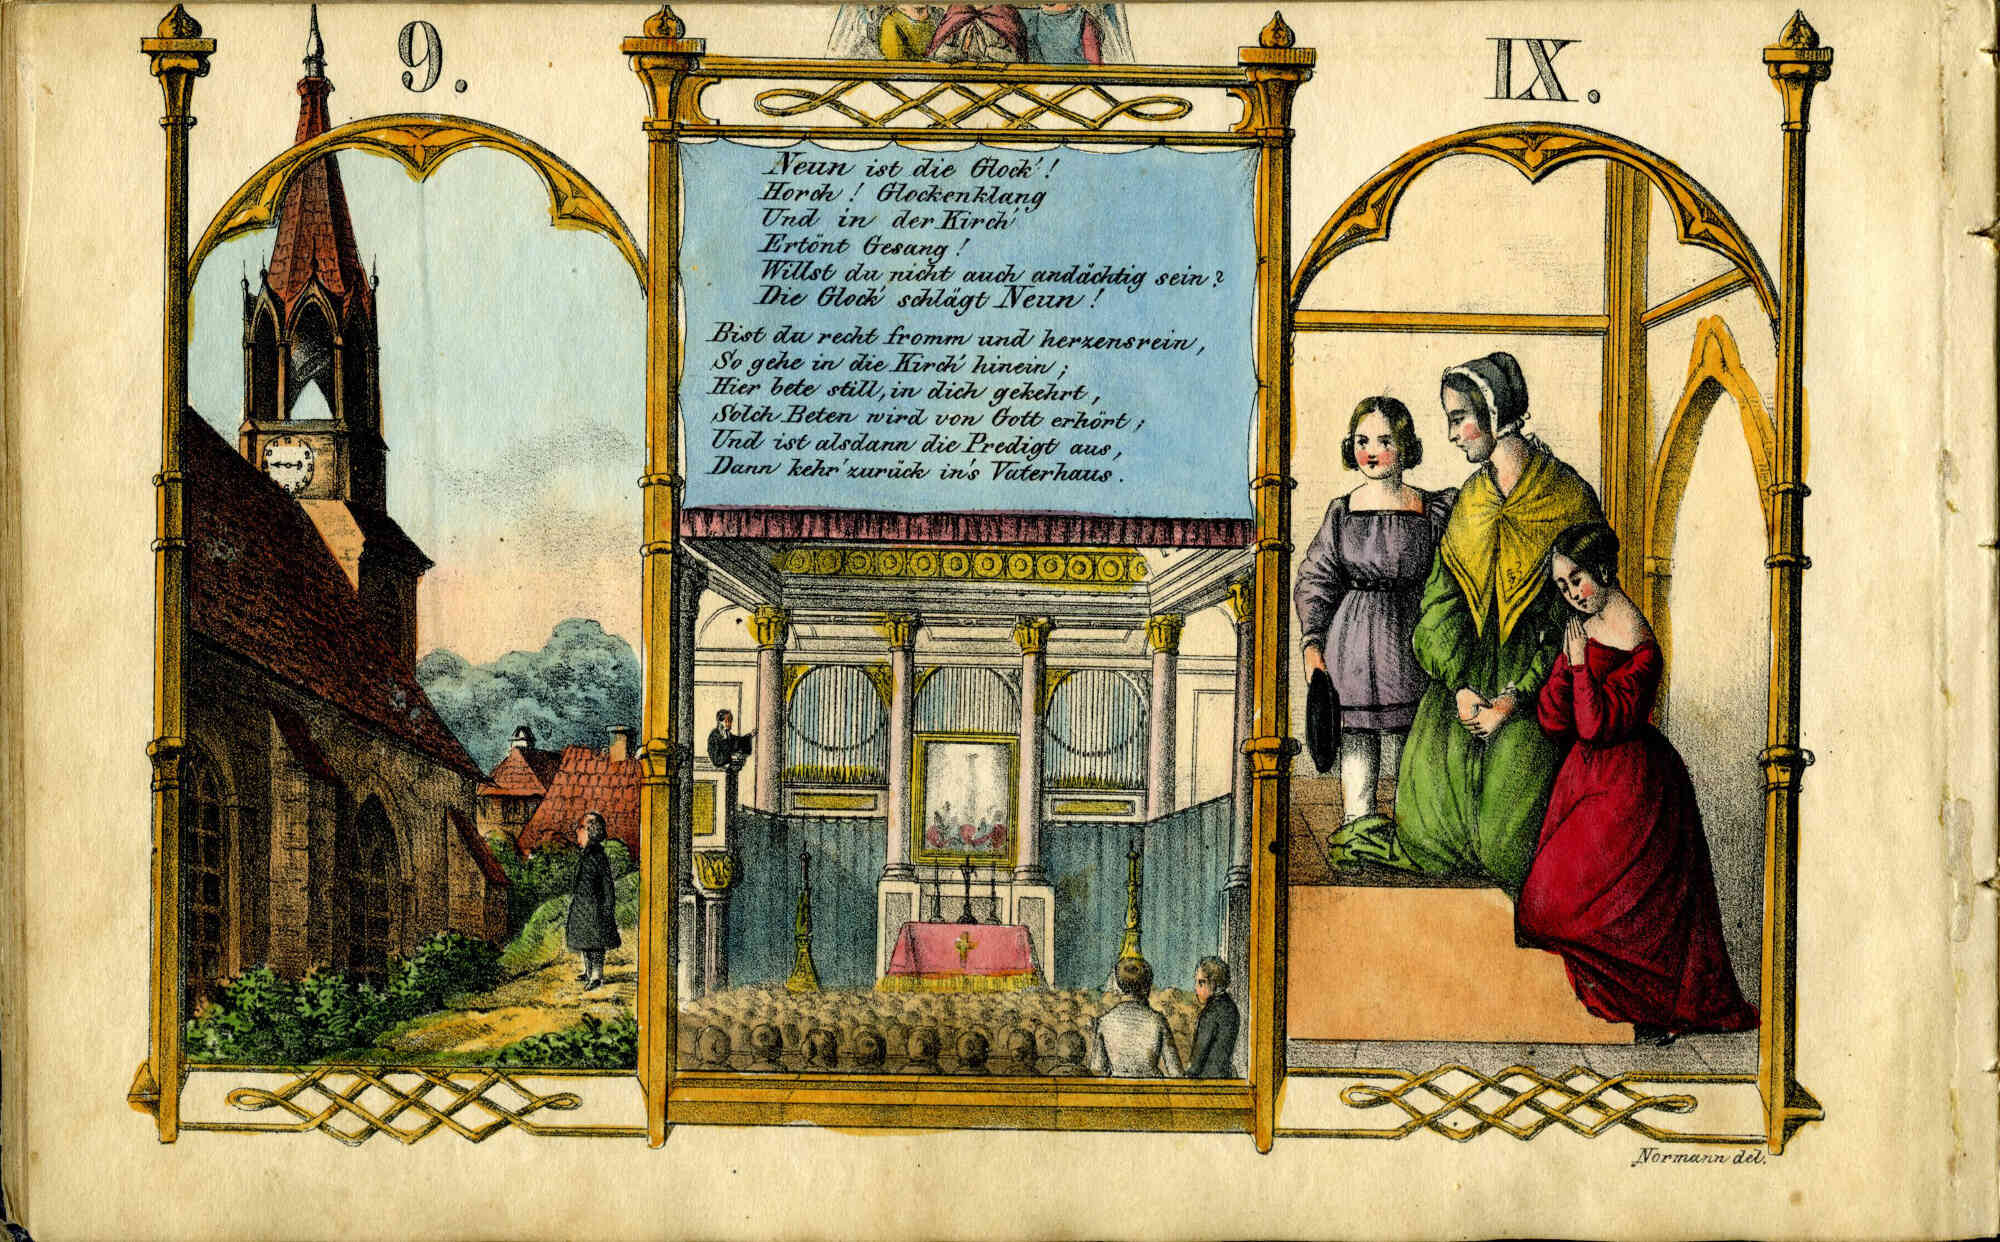 9.
IX.
Neun ist die Glock'!
Horch! Glockenklang
Und in der Kirch'
Ertönt Gesang!
Willst du nicht auch andächtig sein?
Die Glock' schlägt Neun!
Bist du recht fromm und herzensrein,
So gehe in die Kirch' hinein;
Hier bete still, in dich gekehrt,
Solch Beten wird von Gott erhört;
Und ist alsdann die Predigt aus,
Dann kehr' zurück in's Vaterhaus.
Normann del.